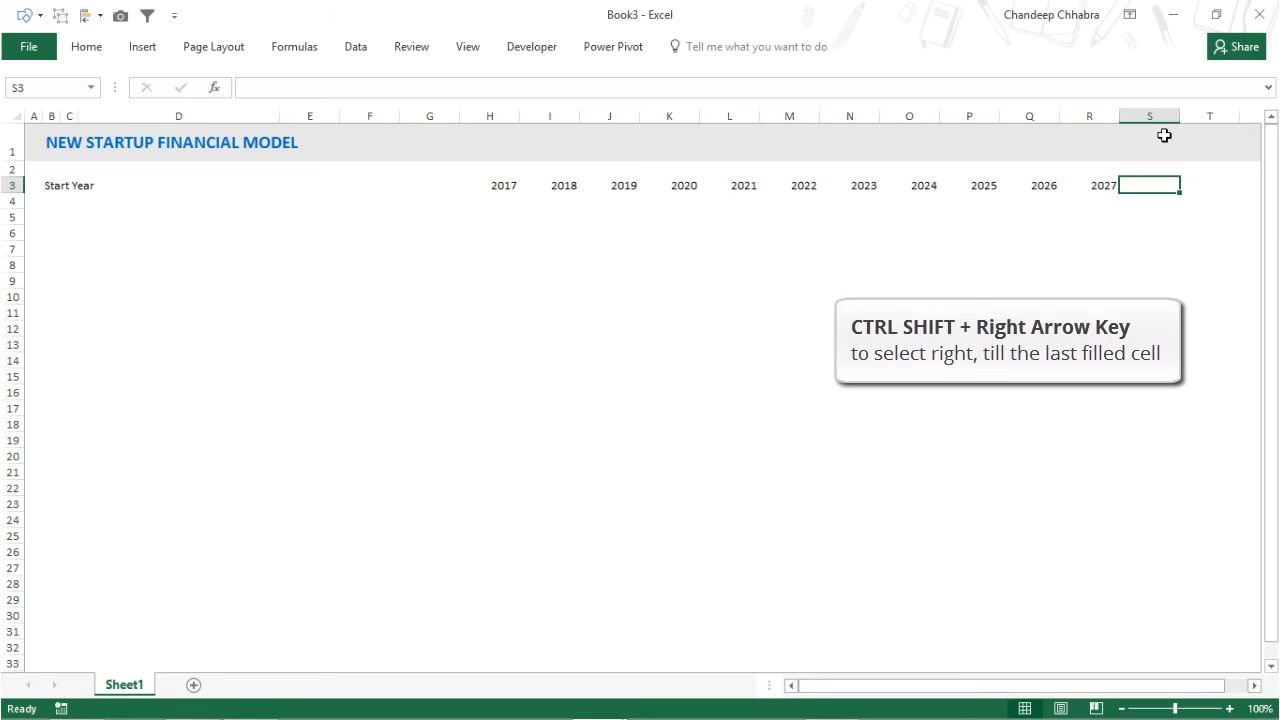 Book3 - Excel
Chandeep Chhabra
File Home Insert Page Layout Formulas Data Review View Developer Power Pivot Tell me what you want to do Share
S3 fx
A B C D E F G H I J K L M N O P Q R S T
1 NEW STARTUP FINANCIAL MODEL
2
3 Start Year 2017 2018 2019 2020 2021 2022 2023 2024 2025 2026 2027
4
5
6
7
8
9
10
11
12
13
14
15
16
17
18
19
20
21
22
23
24
25
26
27
28
29
30
31
32
33
CTRL SHIFT + Right Arrow Key
to select right, till the last filled cell
Sheet1
Ready 100%